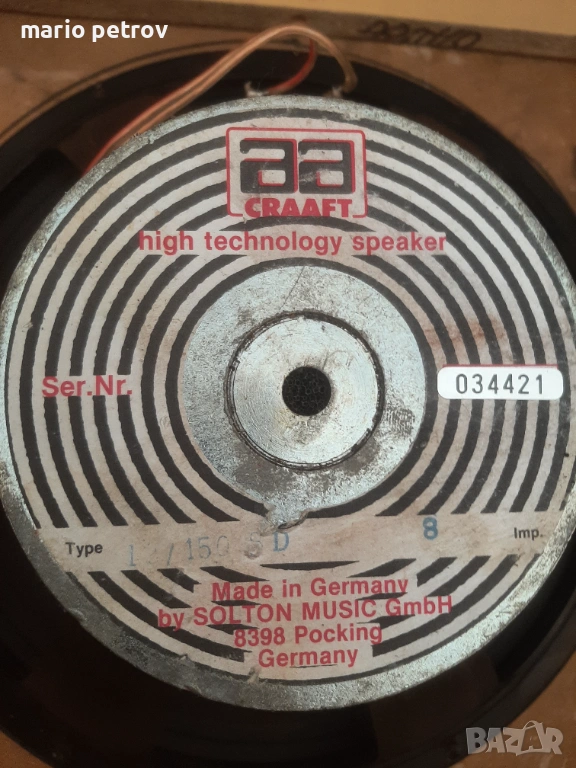 mario petrov
aa
CRAAFT
high technology speaker
Ser.Nr. 034421
Type D 8 Imp.
Made in Germany
by SOLTON MUSIC GmbH
8398 Pocking
Germany
BAZAR